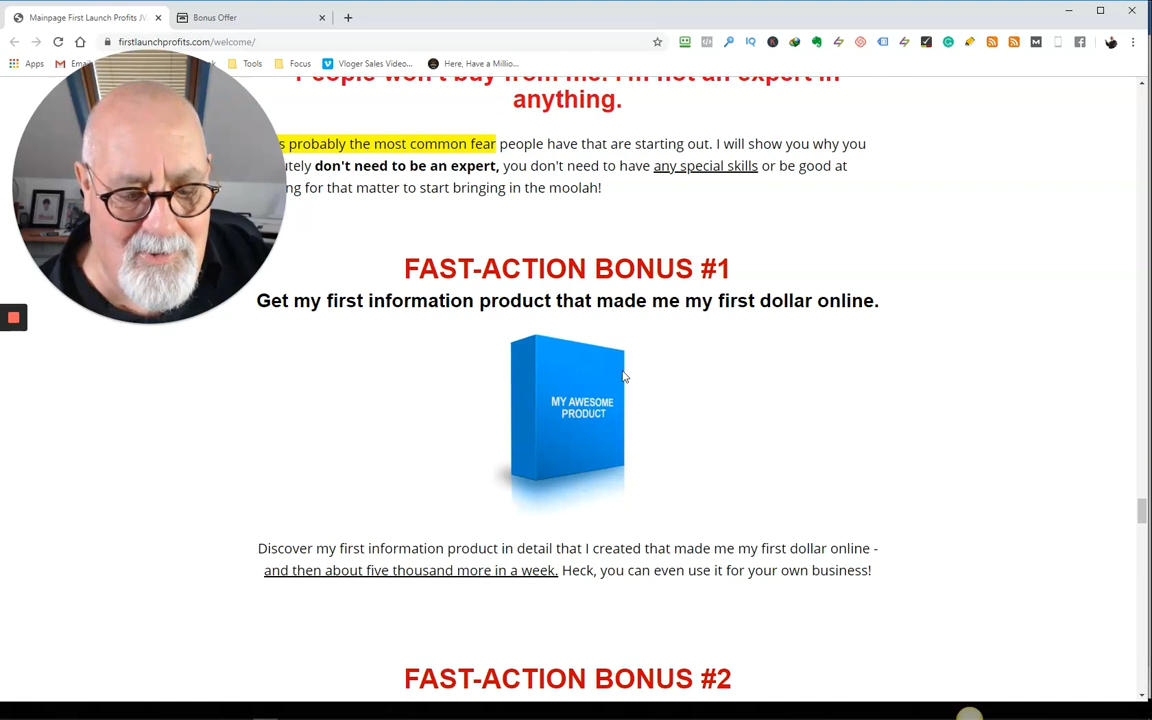 Mainpage First Launch Profits JV
Bonus Offer
firstlaunchprofits.com/welcome/
Apps
Tools
Focus
Vloger Sales Video...
Here, Have a Millio...
People won't buy from me. I'm not an expert in
anything.
s probably the most common fear people have that are starting out. I will show you why you
utely don't need to be an expert, you don't need to have any special skills or be good at
ng for that matter to start bringing in the moolah!
FAST-ACTION BONUS #1
Get my first information product that made me my first dollar online.
MY AWESOME
PRODUCT
Discover my first information product in detail that I created that made me my first dollar online -
and then about five thousand more in a week. Heck, you can even use it for your own business!
FAST-ACTION BONUS #2